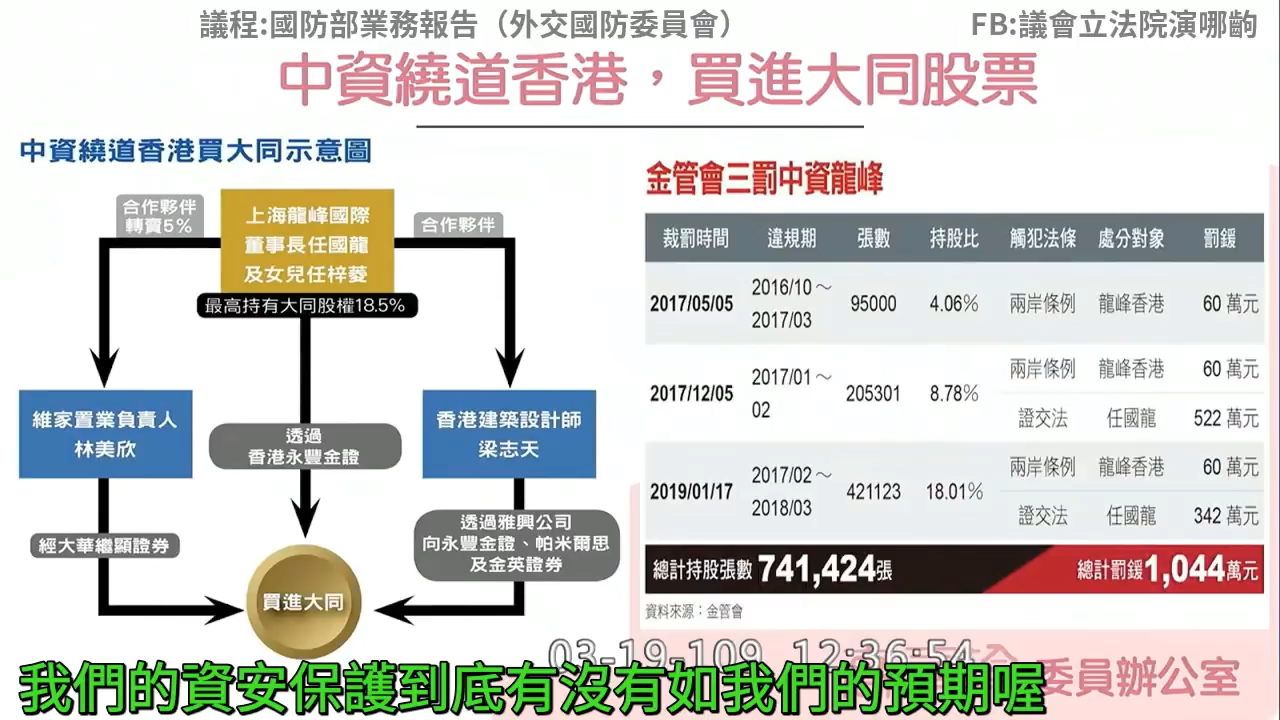 議程:國防部業務報告（外交國防委員會）
FB:議會立法院演哪齣
中資繞道香港，買進大同股票
中資繞道香港買大同示意圖
合作夥伴
轉賣5%
上海龍峰國際
董事長任國龍
及女兒任梓菱
合作夥伴
最高持有大同股權18.5%
維家置業負責人
林美欣
透過
香港永豐金證
香港建築設計師
梁志天
經大華繼顯證券
透過雅興公司
向永豐金證、帕米爾思
及金英證券
買進大同
金管會三罰中資龍峰
裁罰時間 違規期 張數 持股比 觸犯法條 處分對象 罰鍰
2017/05/05 2016/10～2017/03 95000 4.06% 兩岸條例 龍峰香港 60 萬元
2017/12/05 2017/01～02 205301 8.78% 兩岸條例 龍峰香港 60 萬元
證交法 任國龍 522 萬元
2019/01/17 2017/02～2018/03 421123 18.01% 兩岸條例 龍峰香港 60 萬元
證交法 任國龍 342 萬元
總計持股張數 741,424張 總計罰鍰1,044萬元
資料來源：金管會
03-19-109 12:36:54
委員辦公室
我們的資安保護到底有沒有如我們的預期喔